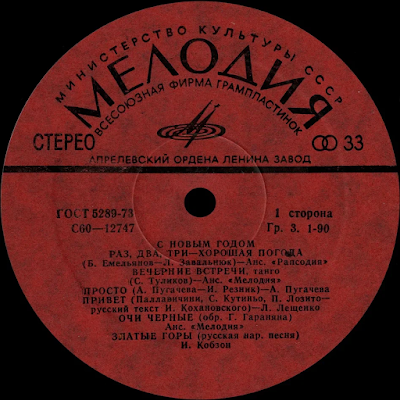 МИНИСТЕРСТВО КУЛЬТУРЫ СССР
МЕЛОДИЯ
ВСЕСОЮЗНАЯ ФИРМА ГРАМПЛАСТИНОК
СТЕРЕО
33
АПРЕЛЕВСКИЙ ОРДЕНА ЛЕНИНА ЗАВОД
ГОСТ 5289-73
1 сторона
С60—12747
Гр. 3. 1-90
С НОВЫМ ГОДОМ
РАЗ, ДВА, ТРИ—ХОРОШАЯ ПОГОДА
(Б. Емельянов—Л. Завальнюк)—Анс. «Рапсодия»
ВЕЧЕРНИЕ ВСТРЕЧИ, танго
(С. Туликов)—Анс. «Мелодия»
ПРОСТО (А. Пугачева—И. Резник)—А. Пугачева
ПРИВЕТ (Паллавичини, С. Кутиньо, П. Лозито—
русский текст И. Кохановского)—Л. Лещенко
ОЧИ ЧЕРНЫЕ (обр. Г. Гараняна)
Анс. «Мелодия»
ЗЛАТЫЕ ГОРЫ (русская нар. песня)
И. Кобзон